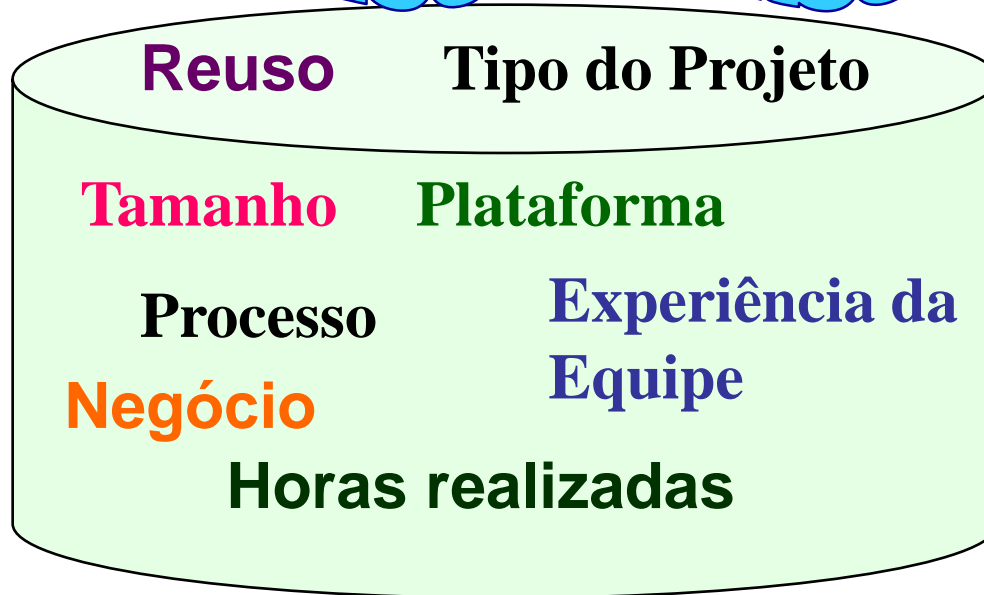 Reuso Tipo do Projeto
Tamanho Plataforma
Processo
Experiência da
Equipe
Negócio
Horas realizadas